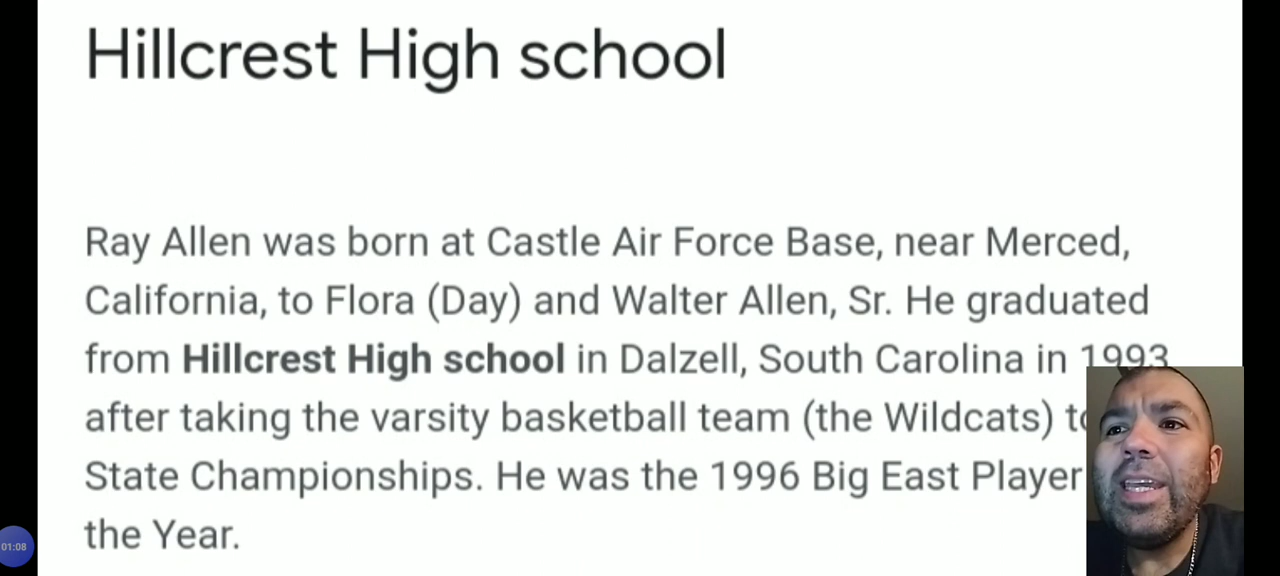 Hillcrest High school
Ray Allen was born at Castle Air Force Base, near Merced,
California, to Flora (Day) and Walter Allen, Sr. He graduated
from Hillcrest High school in Dalzell, South Carolina in 1993
after taking the varsity basketball team (the Wildcats) to
State Championships. He was the 1996 Big East Player
the Year.
01:08